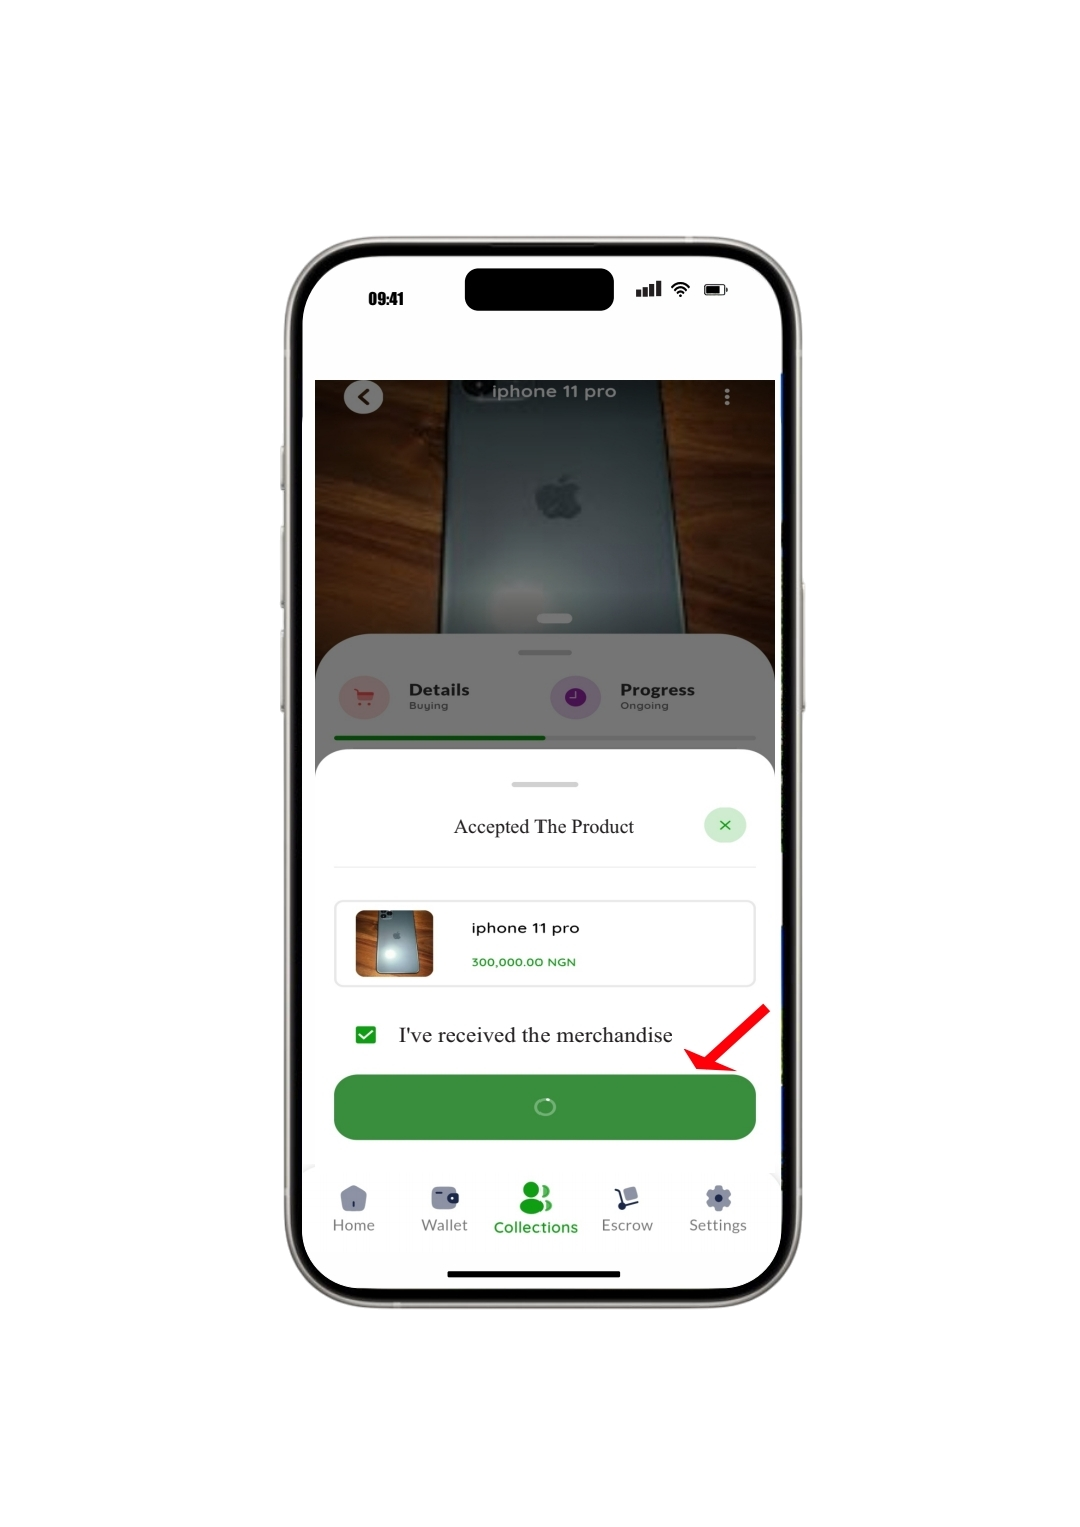 09:41
iphone 11 pro
Details
Buying
Progress
Ongoing
Accepted The Product
iphone 11 pro
300,000.00 NGN
I've received the merchandise
Home
Wallet
Collections
Escrow
Settings